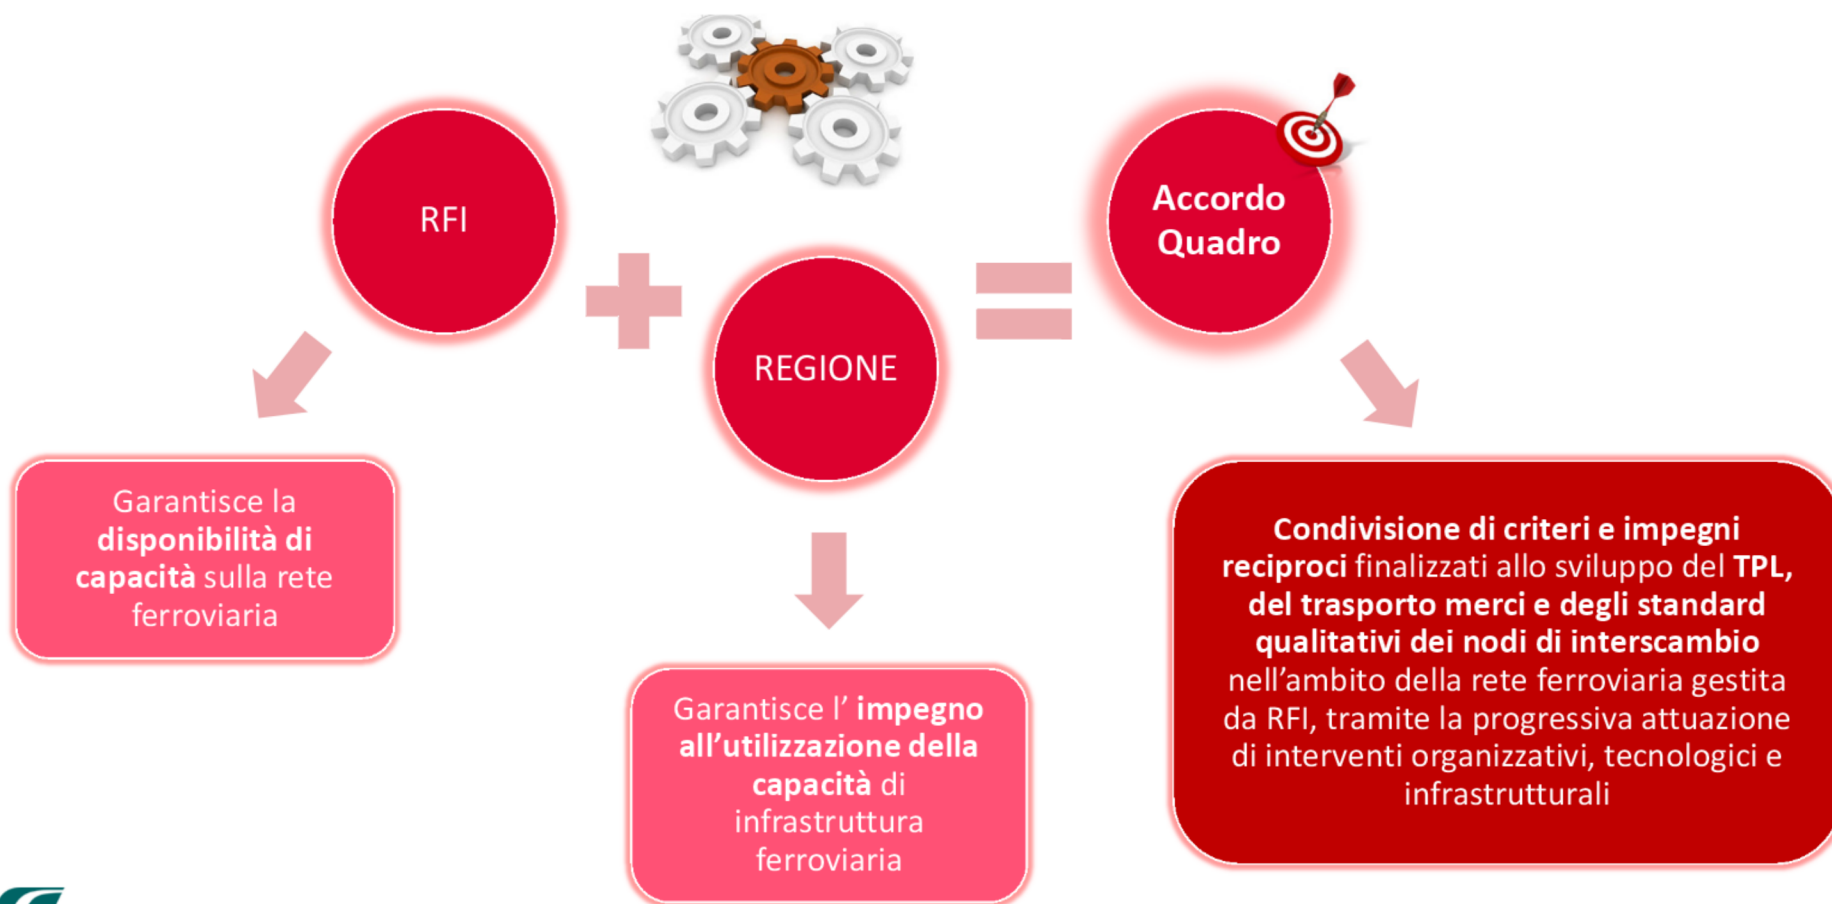 RFI
REGIONE
Accordo
Quadro
Garantisce la
disponibilità di
capacità sulla rete
ferroviaria
Garantisce l’ impegno
all’utilizzazione della
capacità di
infrastruttura
ferroviaria
Condivisione di criteri e impegni
reciproci finalizzati allo sviluppo del TPL,
del trasporto merci e degli standard
qualitativi dei nodi di interscambio
nell’ambito della rete ferroviaria gestita
da RFI, tramite la progressiva attuazione
di interventi organizzativi, tecnologici e
infrastrutturali